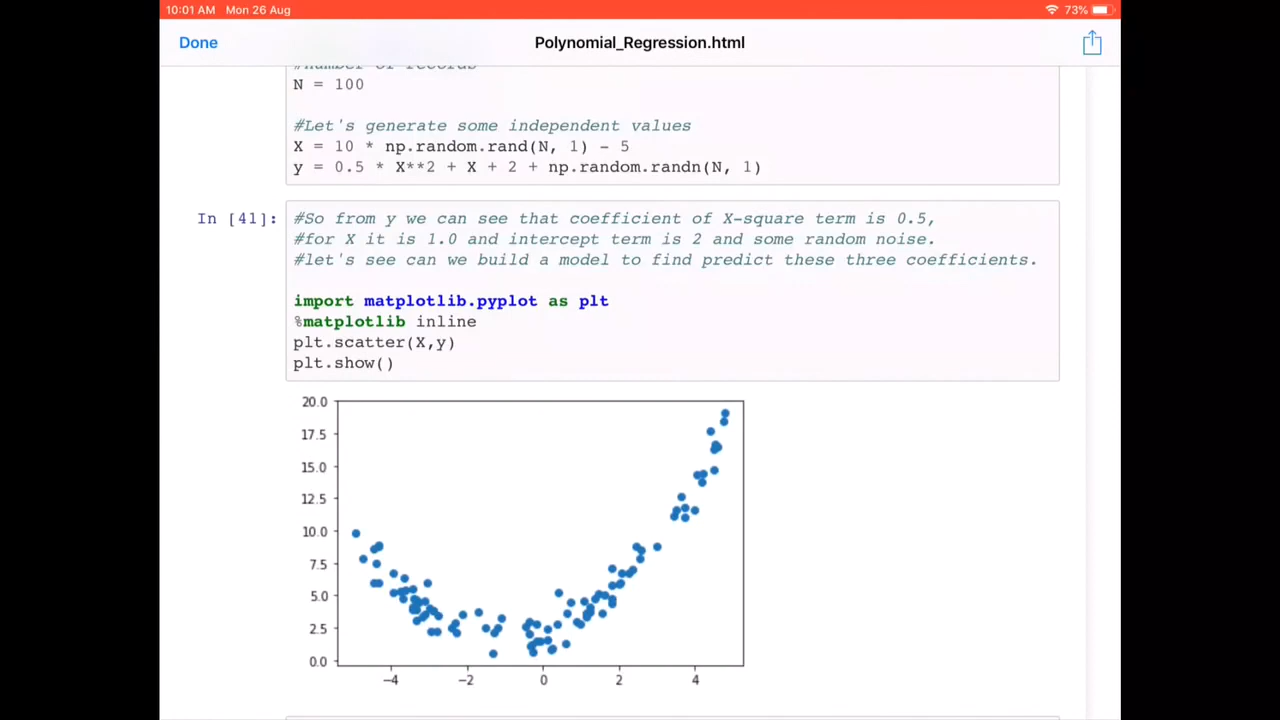 10:01 AM Mon 26 Aug
73%
Done
Polynomial_Regression.html
#number of records
N = 100
#Let's generate some independent values
X = 10 * np.random.rand(N, 1) - 5
y = 0.5 * X**2 + X + 2 + np.random.randn(N, 1)
In [41]:
#So from y we can see that coefficient of X-square term is 0.5,
#for X it is 1.0 and intercept term is 2 and some random noise.
#let's see can we build a model to find predict these three coefficients.
import matplotlib.pyplot as plt
%matplotlib inline
plt.scatter(X,y)
plt.show()
20.0
17.5
15.0
12.5
10.0
7.5
5.0
2.5
0.0
−4 −2 0 2 4